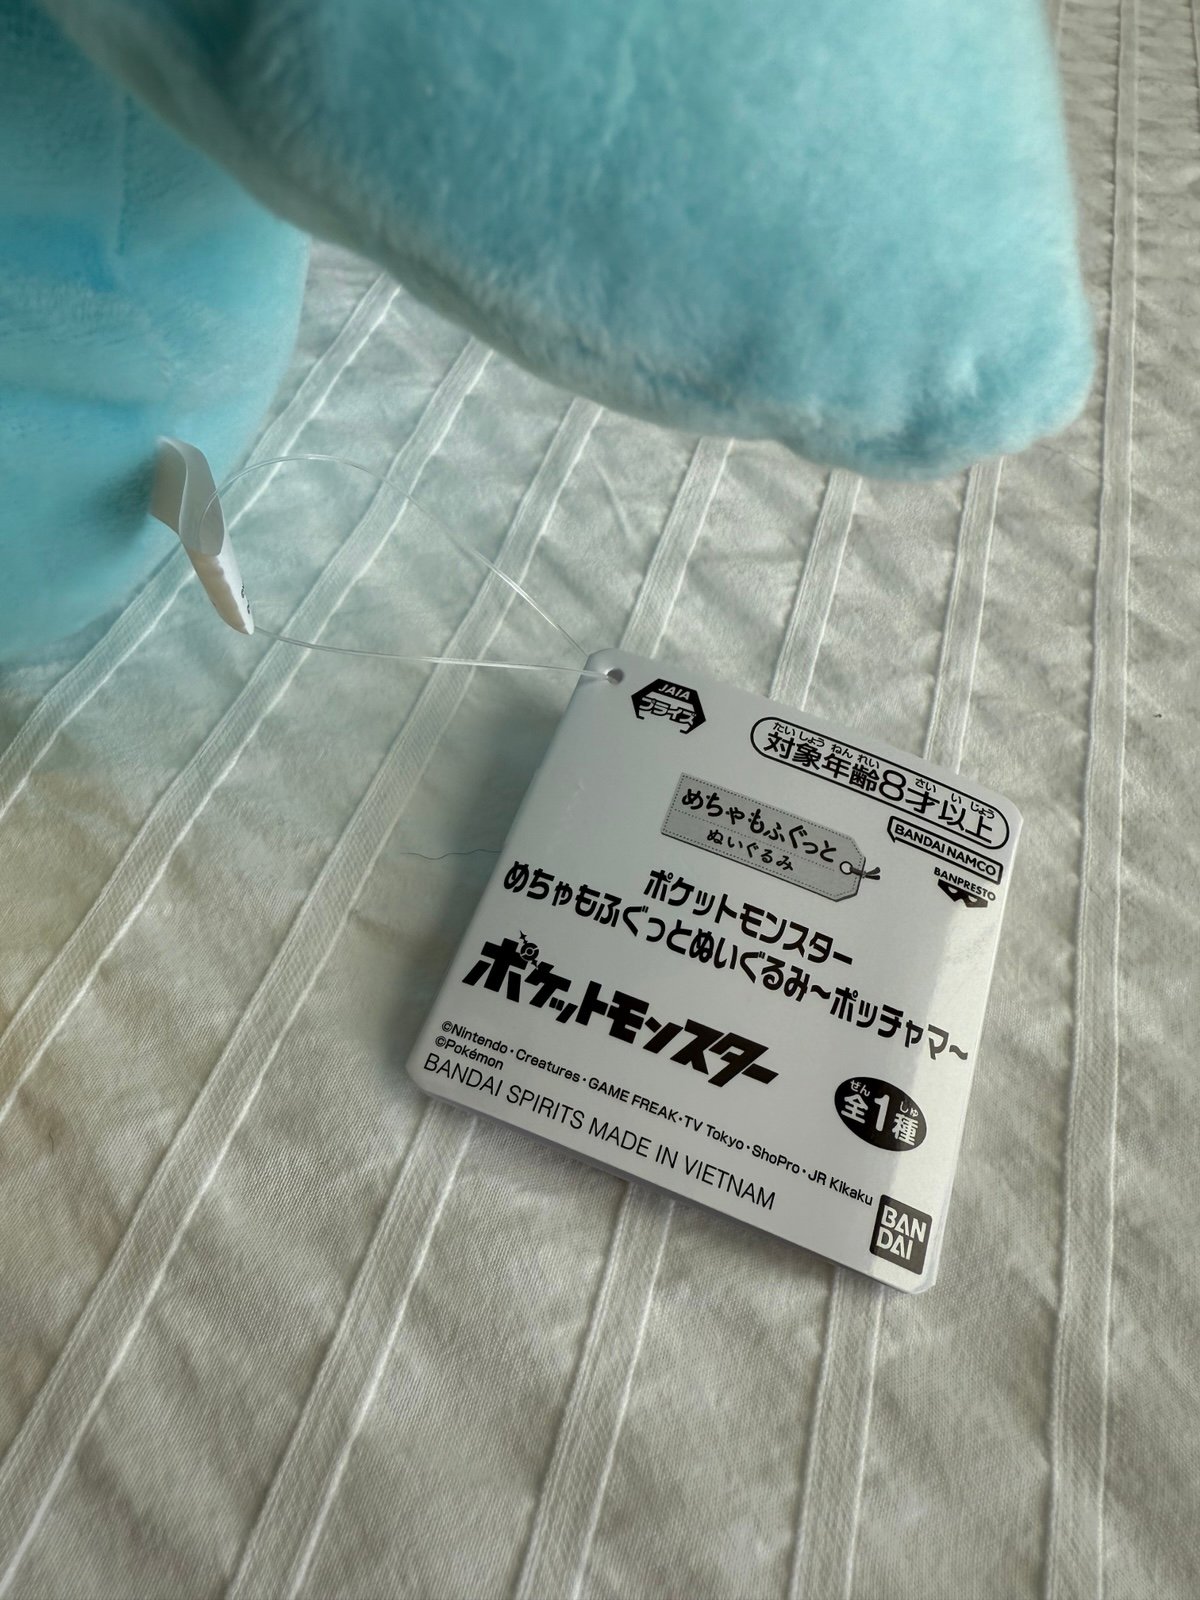 JAIA
プライズ
たいしょう ねんれい さい い じょう
対象年齢8才以上
めちゃもふぐっと
ぬいぐるみ
BANDAI NAMCO
BANPRESTO
ポケットモンスター
めちゃもふぐっとぬいぐるみ~ポッチャマ~
ポケットモンスター
©Nintendo・Creatures・GAME FREAK・TV Tokyo・ShoPro・JR Kikaku
©Pokémon
BANDAI SPIRITS MADE IN VIETNAM
ぜん しゅ
全1種
BAN
DAI